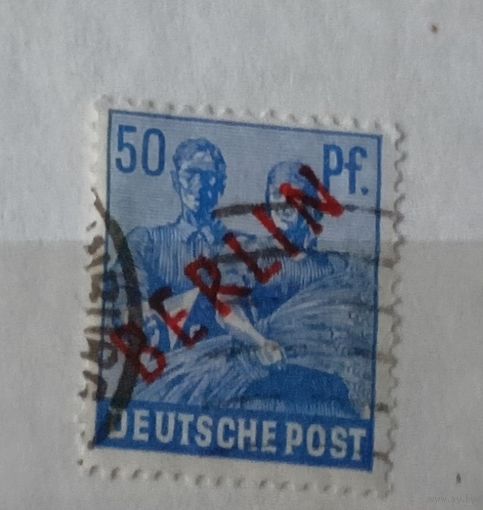 50 Pf.
BERLIN
DEUTSCHE POST